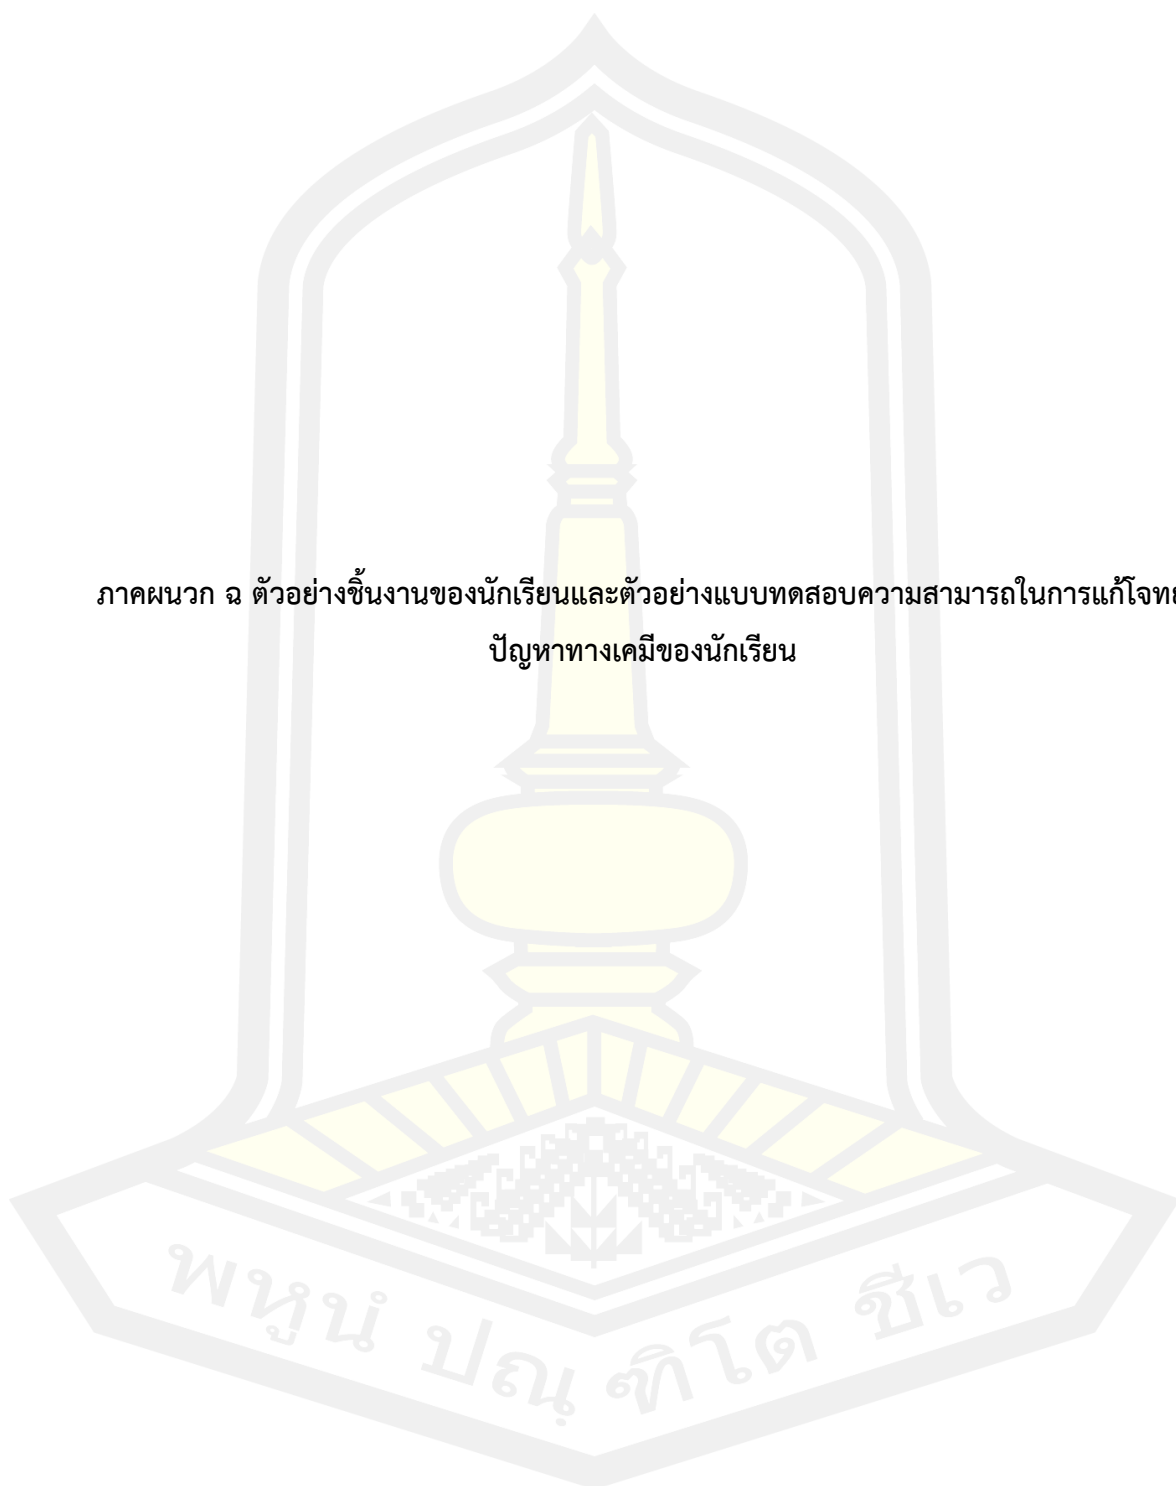 ภาคผนวก ฉ ตัวอย่างชิ้นงานของนักเรียนและตัวอย่างแบบทดสอบความสามารถในการแก้โจทย
ปัญหาทางเคมีของนักเรียน
พหูนํ ปณฺ ฑิโต ชีเว